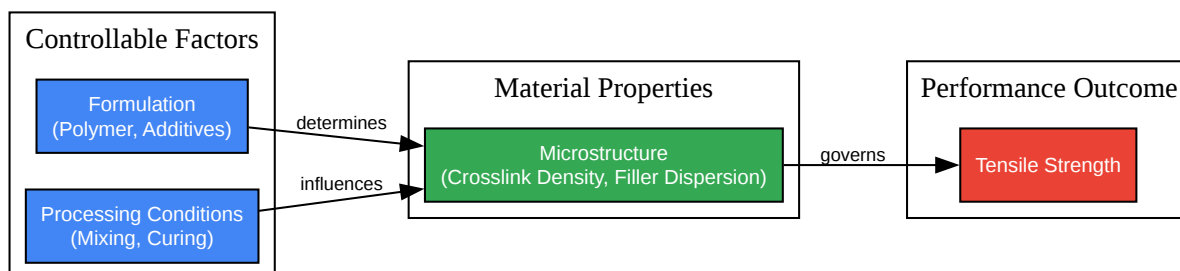 Controllable Factors
Formulation
(Polymer, Additives)
Processing Conditions
(Mixing, Curing)
determines
influences
Material Properties
Microstructure
(Crosslink Density, Filler Dispersion)
governs
Performance Outcome
Tensile Strength